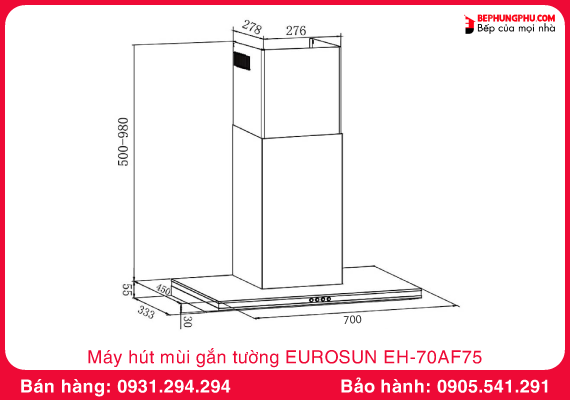 BEPHUNGPHU.COM
Bếp của mọi nhà
278
276
500-980
55
450
333
30
700
Máy hút mùi gắn tường EUROSUN EH-70AF75
Bán hàng: 0931.294.294
Bảo hành: 0905.541.291